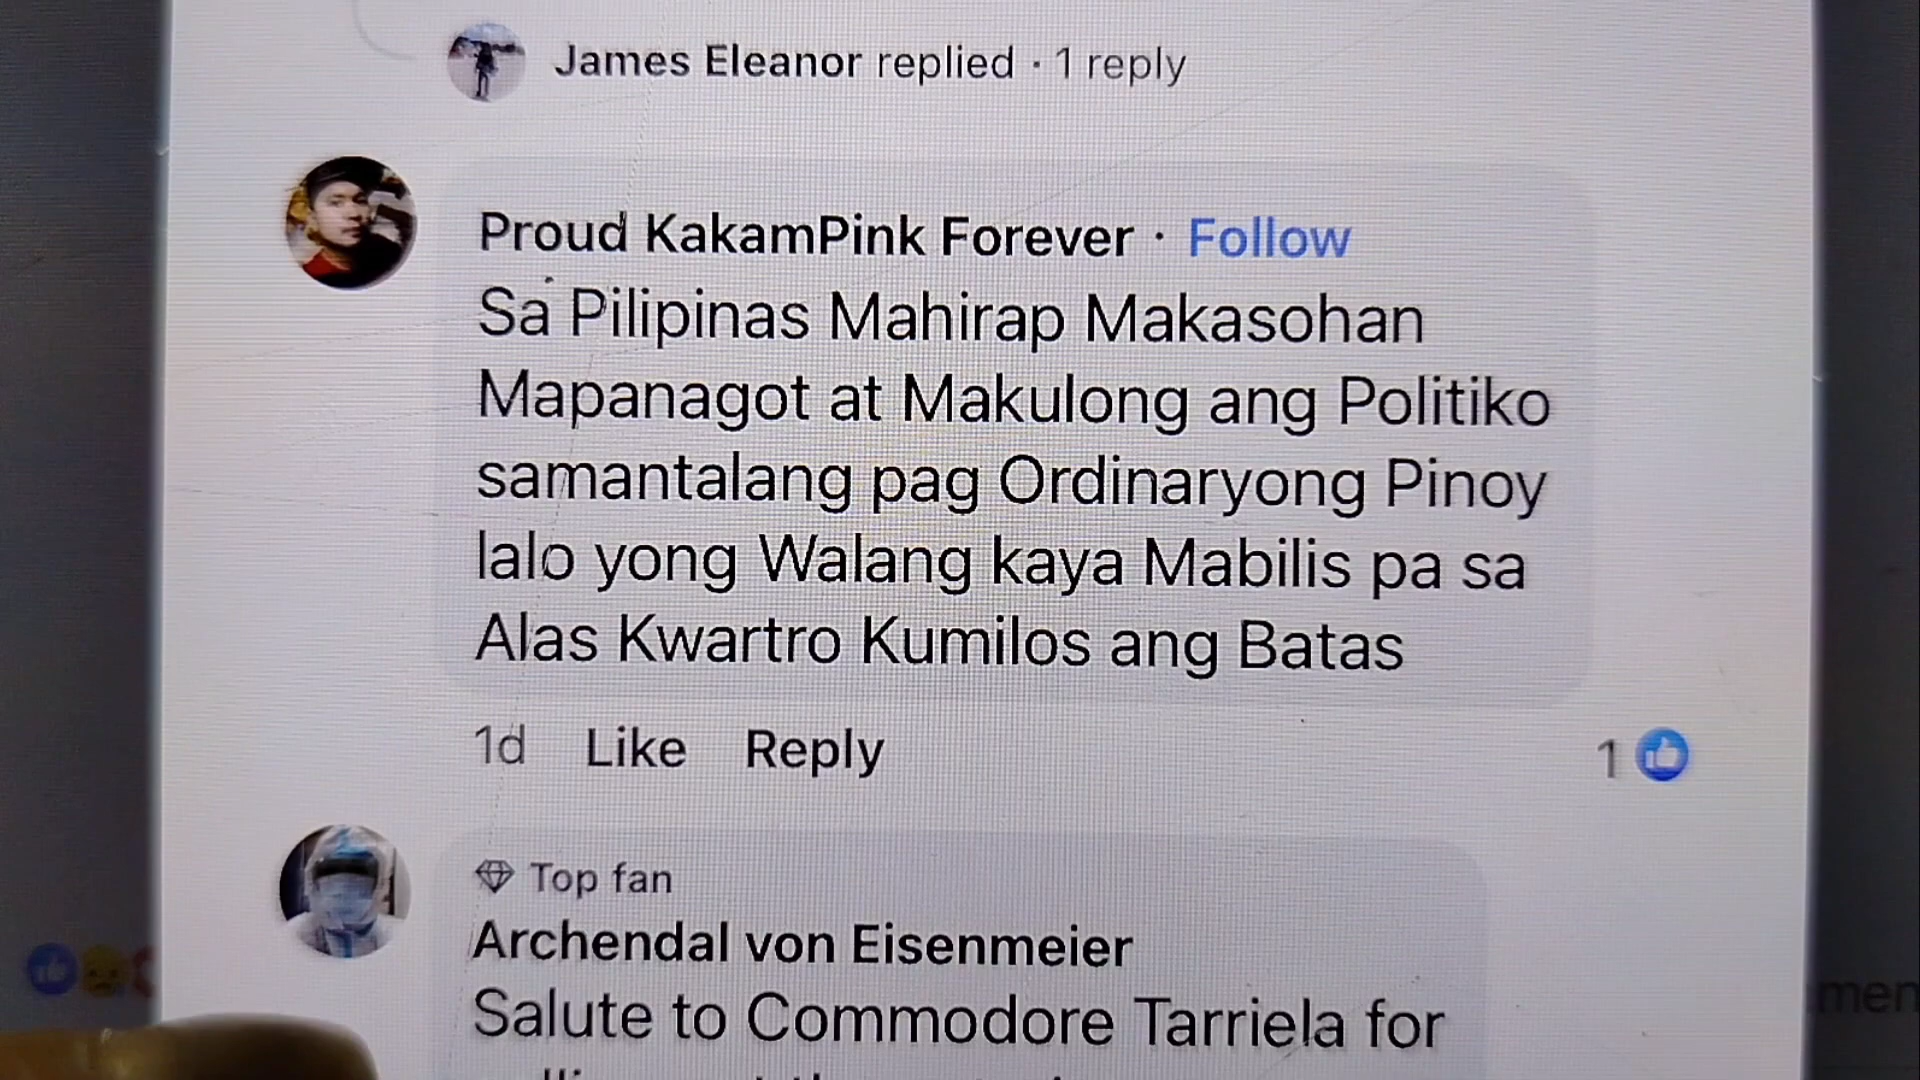 James Eleanor replied · 1 reply
Proud KakamPink Forever · Follow
Sa Pilipinas Mahirap Makasohan
Mapanagot at Makulong ang Politiko
samantalang pag Ordinaryong Pinoy
lalo yong Walang kaya Mabilis pa sa
Alas Kwartro Kumilos ang Batas
1d Like Reply 1
Top fan
Archendal von Eisenmeier
Salute to Commodore Tarriela for